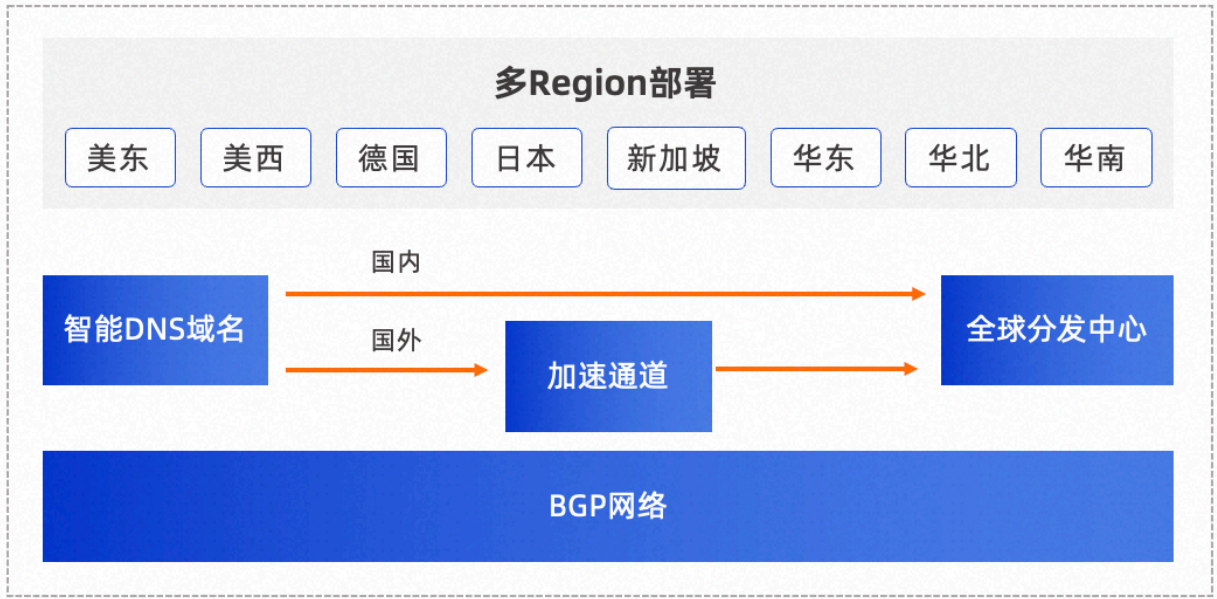 多Region部署
美东 美西 德国 日本 新加坡 华东 华北 华南
国内
智能DNS域名
国外
加速通道
全球分发中心
BGP网络